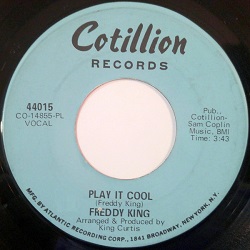 Cotillion
RECORDS
44015
CO-14855-PL
VOCAL
Pub.,
Cotillion-
Sam Coplin
Music, BMI
Time: 3:43
PLAY IT COOL
(Freddy King)
FREDDY KING
Arranged & Produced by
King Curtis
MFG. BY ATLANTIC RECORDING CORP., 1841 BROADWAY, NEW YORK, N.Y.